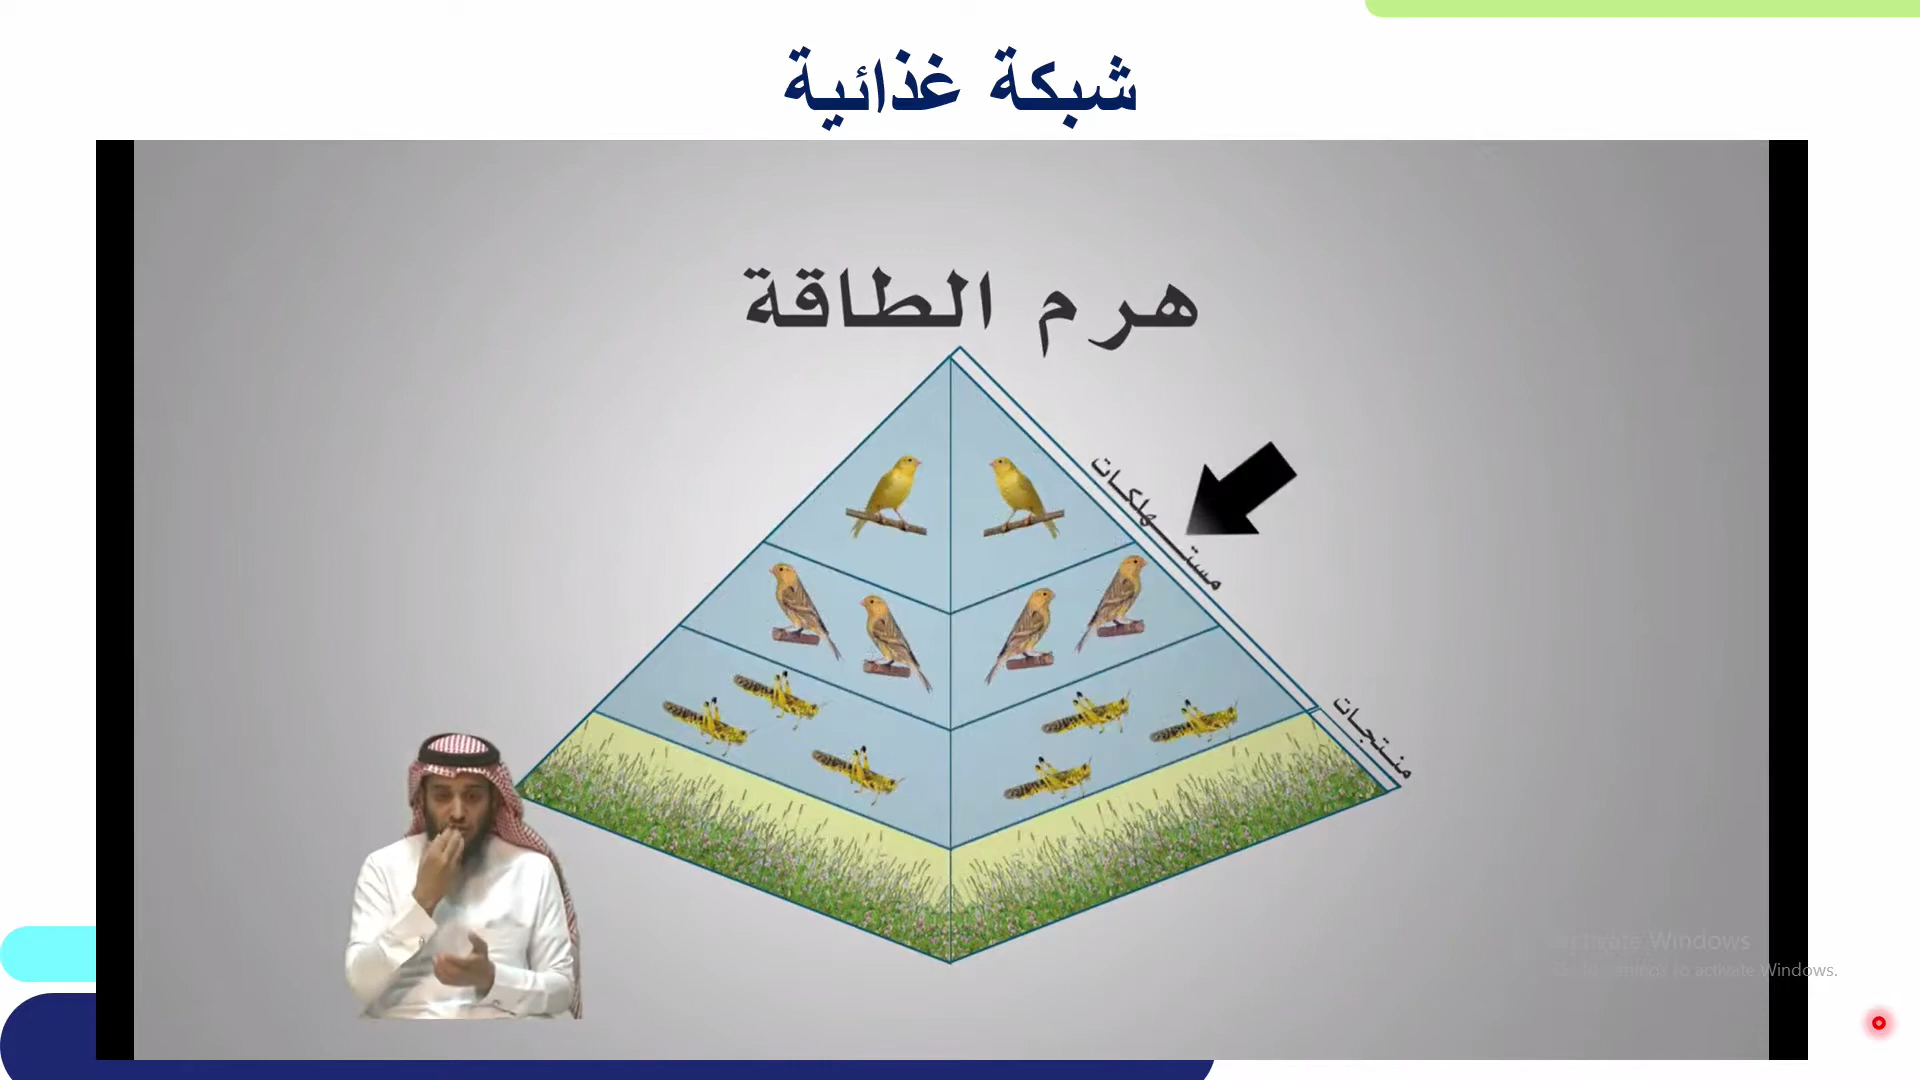 شبكة غذائية
هرم الطاقة
مستهلكات
منتجات
Activate Windows
Go to Settings to activate Windows.